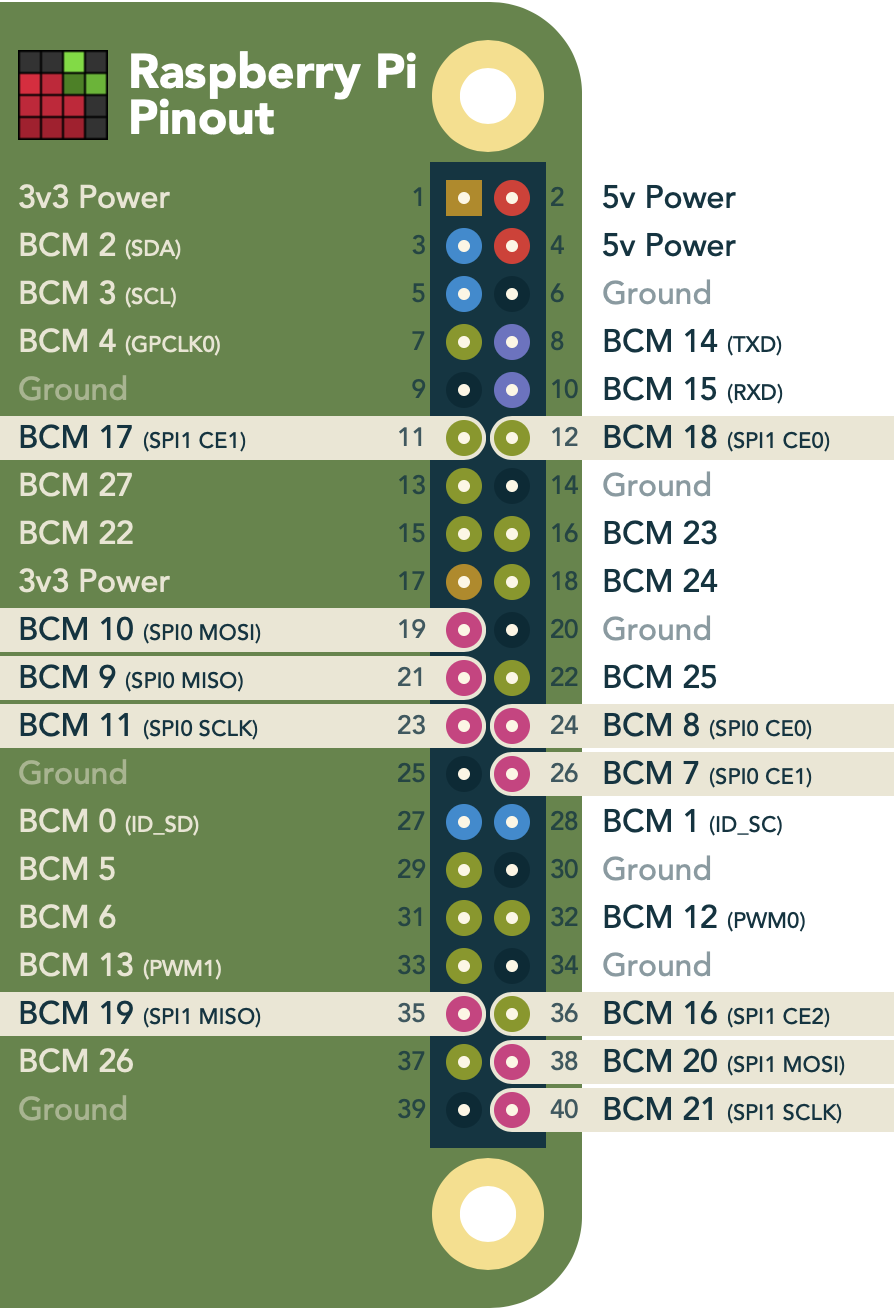 Raspberry Pi
Pinout
3v3 Power 1 2 5v Power
BCM 2 (SDA) 3 4 5v Power
BCM 3 (SCL) 5 6 Ground
BCM 4 (GPCLK0) 7 8 BCM 14 (TXD)
Ground 9 10 BCM 15 (RXD)
BCM 17 (SPI1 CE1) 11 12 BCM 18 (SPI1 CE0)
BCM 27 13 14 Ground
BCM 22 15 16 BCM 23
3v3 Power 17 18 BCM 24
BCM 10 (SPI0 MOSI) 19 20 Ground
BCM 9 (SPI0 MISO) 21 22 BCM 25
BCM 11 (SPI0 SCLK) 23 24 BCM 8 (SPI0 CE0)
Ground 25 26 BCM 7 (SPI0 CE1)
BCM 0 (ID_SD) 27 28 BCM 1 (ID_SC)
BCM 5 29 30 Ground
BCM 6 31 32 BCM 12 (PWM0)
BCM 13 (PWM1) 33 34 Ground
BCM 19 (SPI1 MISO) 35 36 BCM 16 (SPI1 CE2)
BCM 26 37 38 BCM 20 (SPI1 MOSI)
Ground 39 40 BCM 21 (SPI1 SCLK)